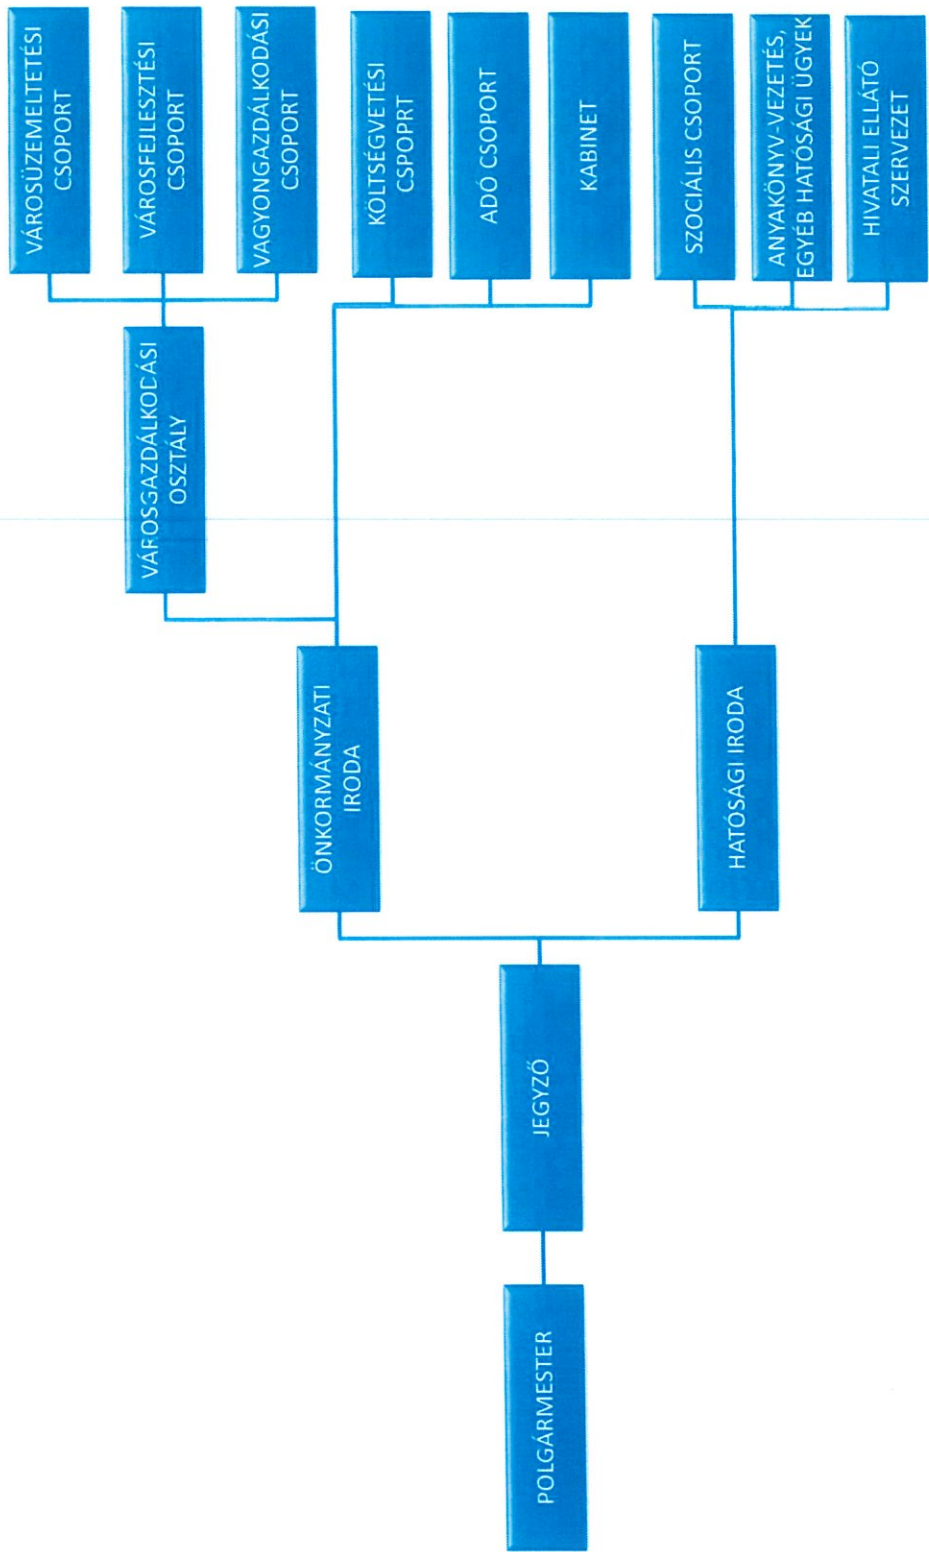 POLGÁRMESTER
JEGYZŐ
ÖNKORMÁNYZATI
IRODA
HATÓSÁGI IRODA
VÁROSGAZDÁLKODÁSI
OSZTÁLY
VÁROSÜZEMELTETÉSI
CSOPORT
VÁROSFEJLESZTÉSI
CSOPORT
VAGYONGAZDÁLKODÁSI
CSOPORT
KÖLTSÉGVETÉSI
CSPOPRT
ADÓ CSOPORT
KABINET
SZOCIÁLIS CSOPORT
ANYAKÖNYV-VEZETÉS,
EGYÉB HATÓSÁGI ÜGYEK
HIVATALI ELLÁTÓ
SZERVEZET